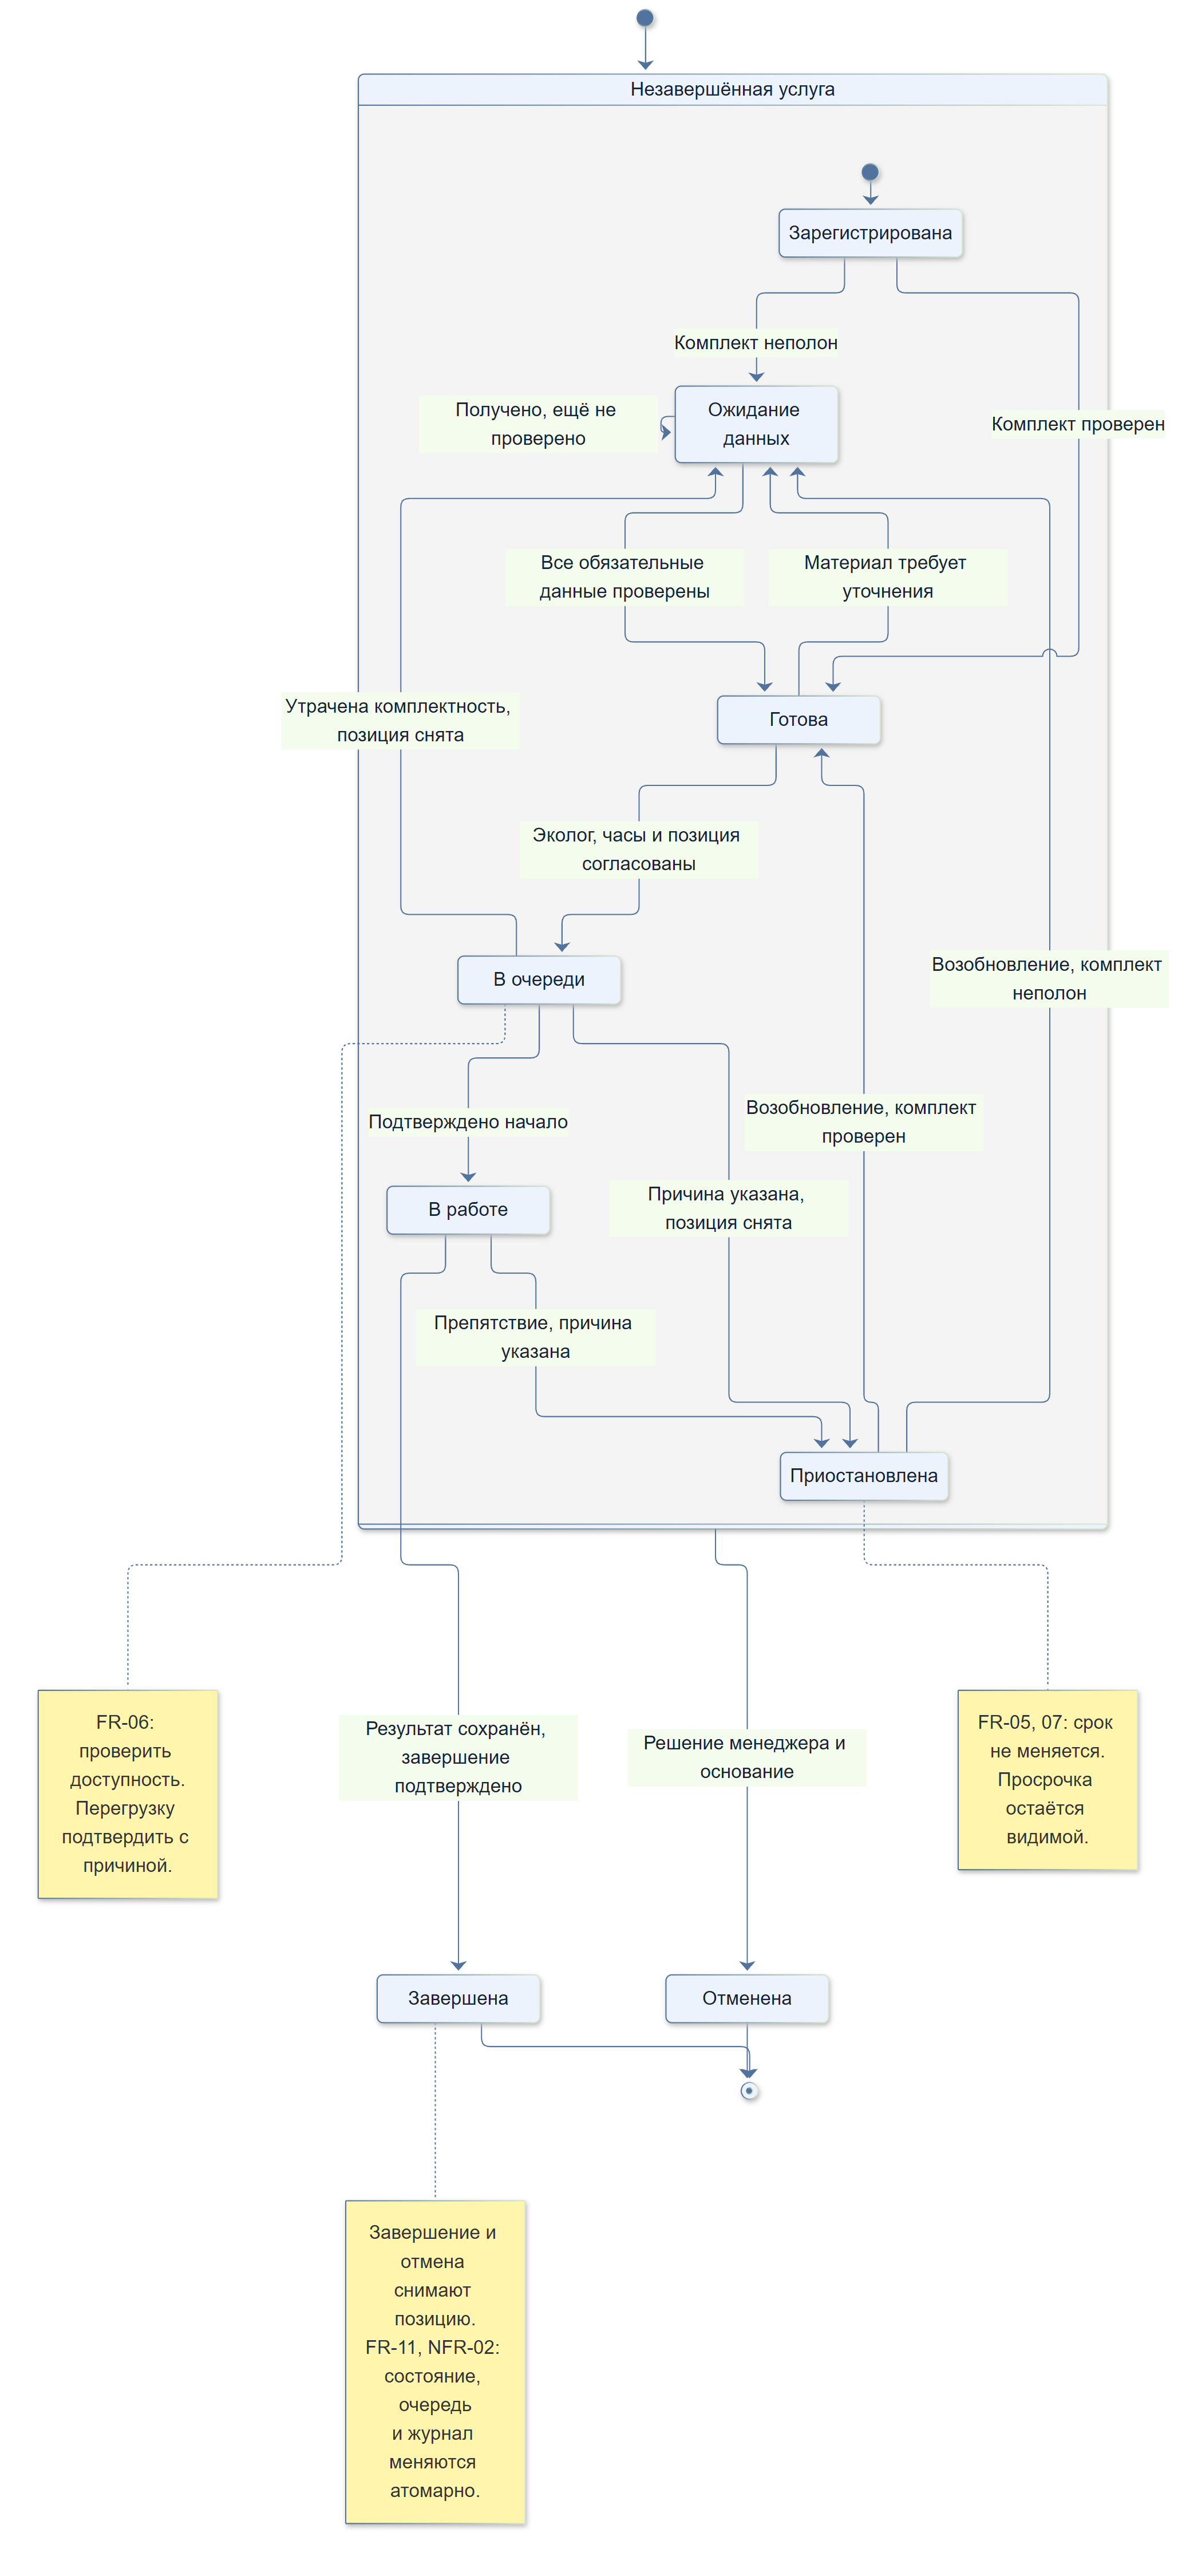 Незавершённая услуга
Зарегистрирована
Комплект неполон
Получено, ещё не
проверено
Ожидание
данных
Комплект проверен
Все обязательные
данные проверены
Материал требует
уточнения
Утрачена комплектность,
позиция снята
Готова
Эколог, часы и позиция
согласованы
В очереди
Возобновление, комплект
неполон
Подтверждено начало
Возобновление, комплект
проверен
Причина указана,
позиция снята
В работе
Препятствие, причина
указана
Приостановлена
FR-06:
проверить
доступность.
Перегрузку
подтвердить с
причиной.
Результат сохранён,
завершение
подтверждено
Решение менеджера и
основание
FR-05, 07: срок
не меняется.
Просрочка
остаётся
видимой.
Завершена
Отменена
Завершение и
отмена
снимают
позицию.
FR-11, NFR-02:
состояние,
очередь
и журнал
меняются
атомарно.